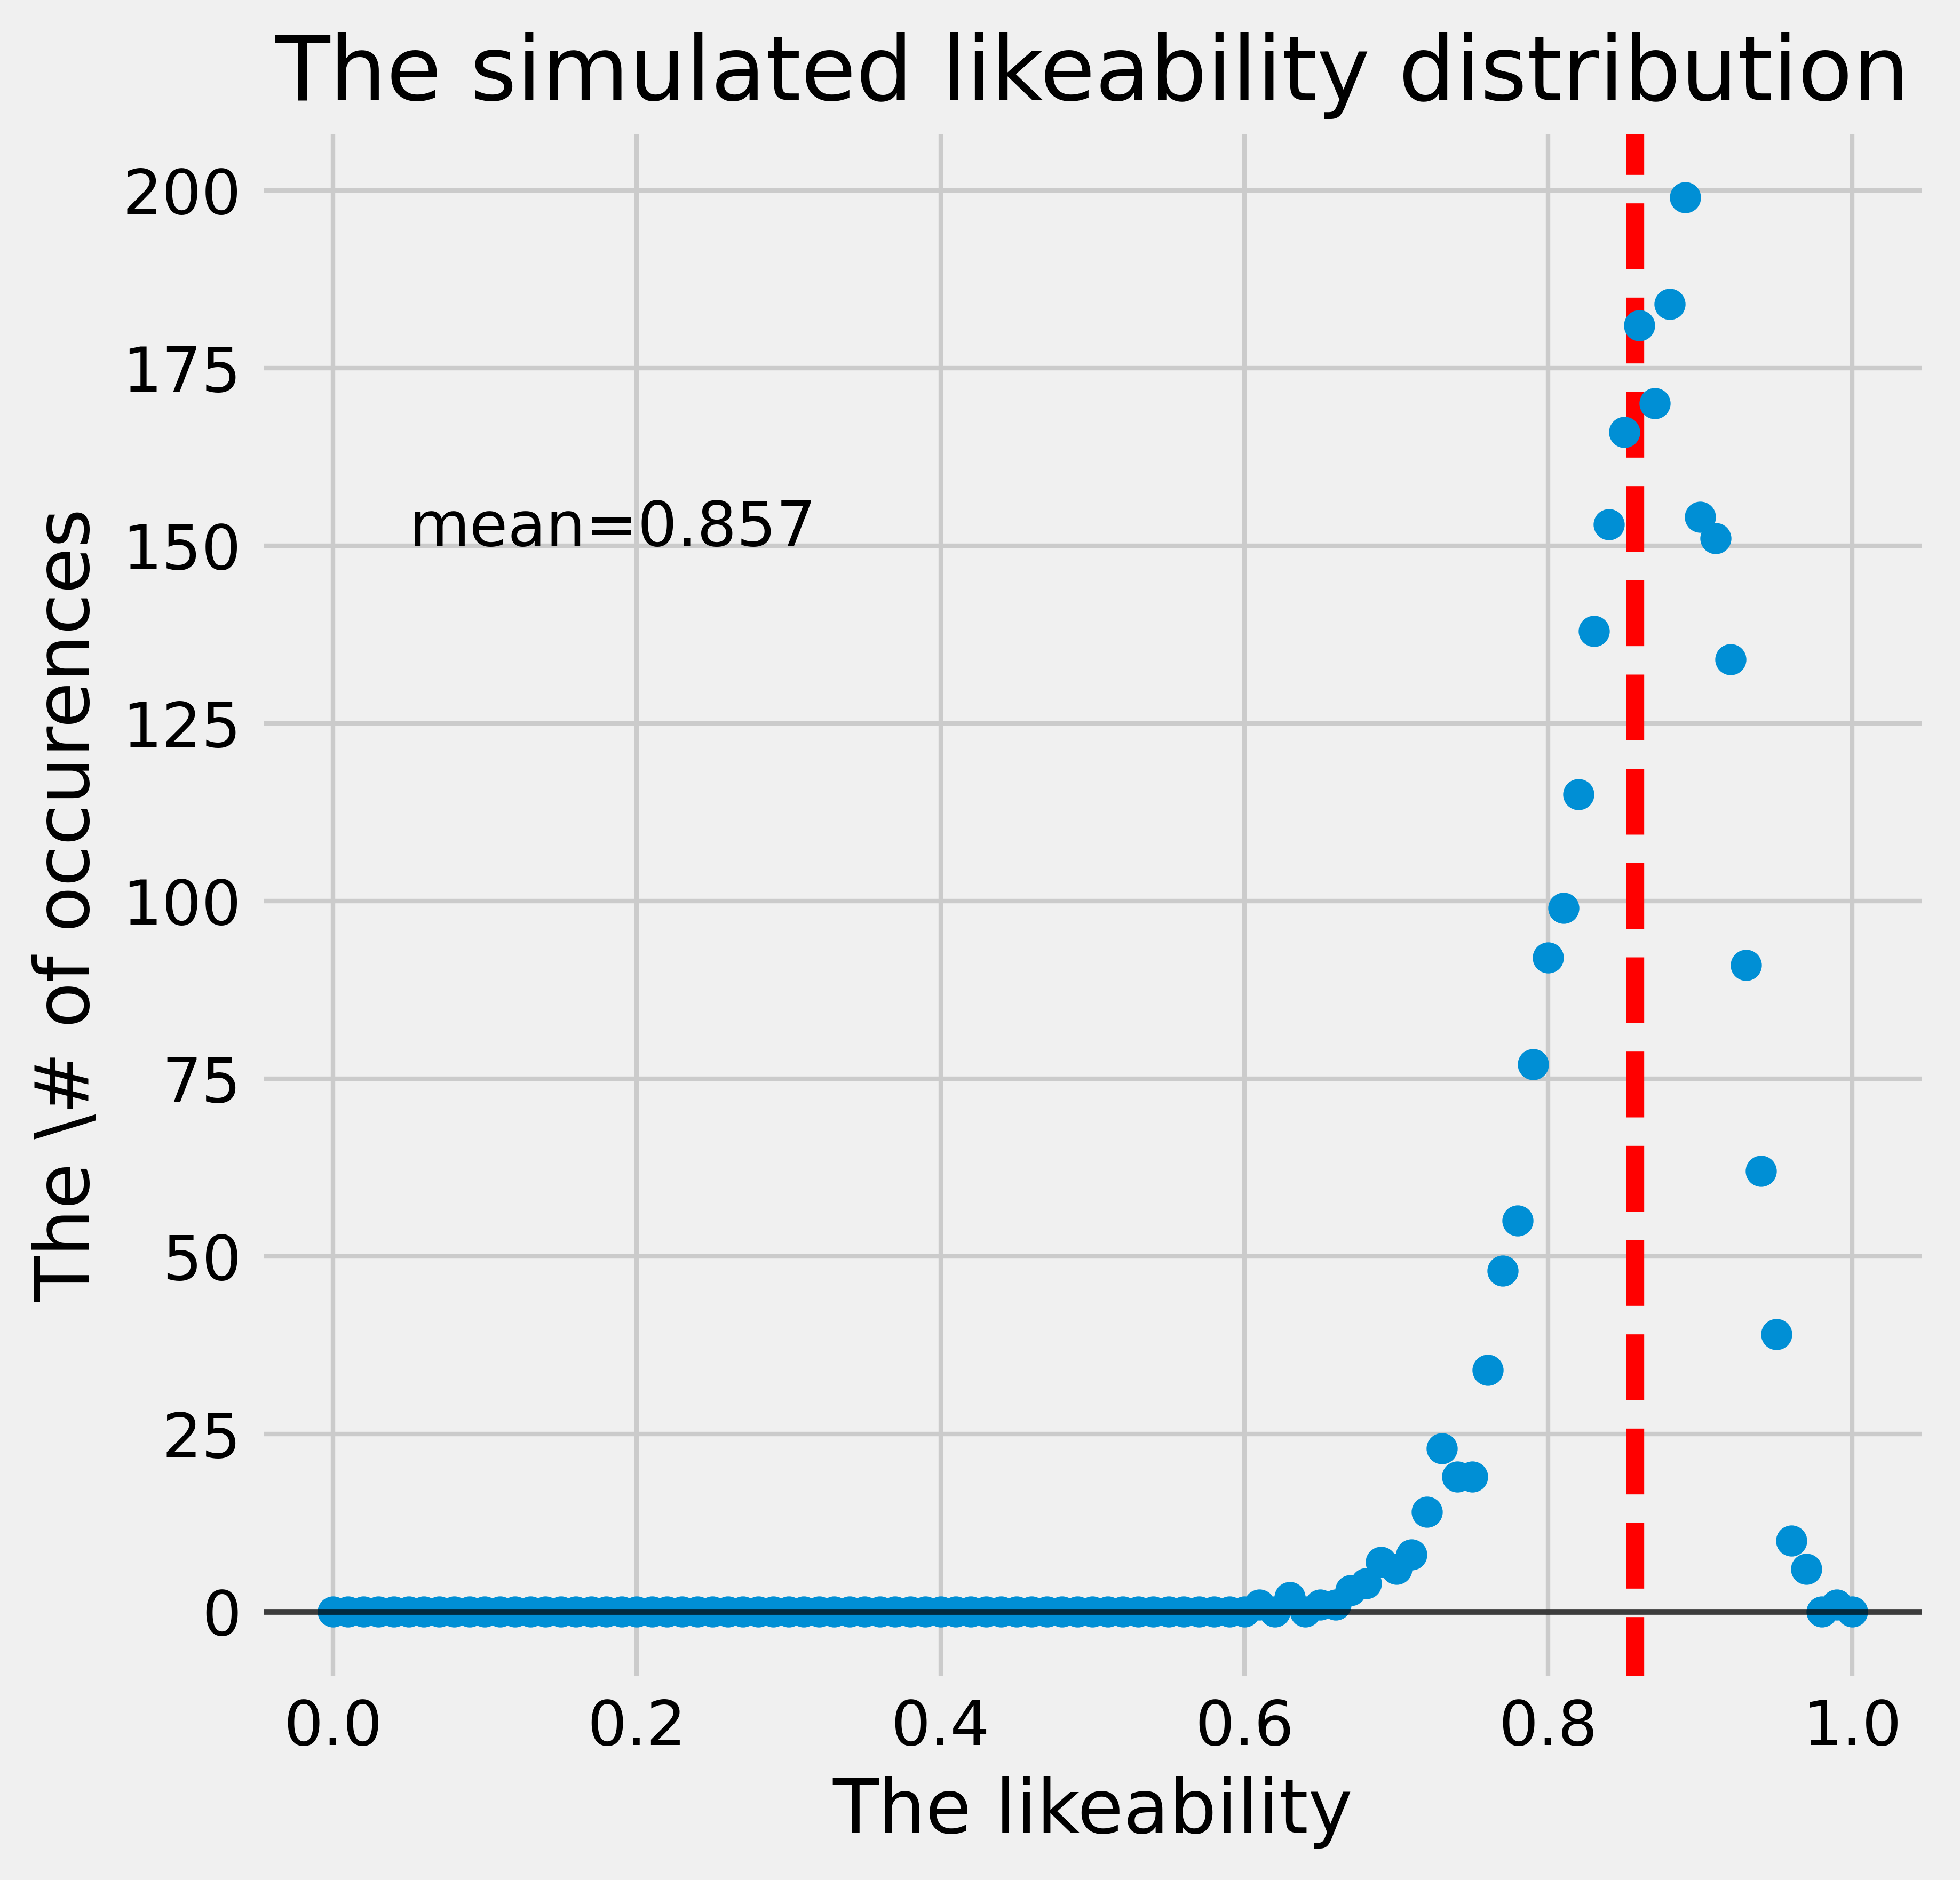 The simulated likeability distribution
200
175
mean=0.857
150
125
100
75
50
25
0
The \# of occurences
0.0 0.2 0.4 0.6 0.8 1.0
The likeability